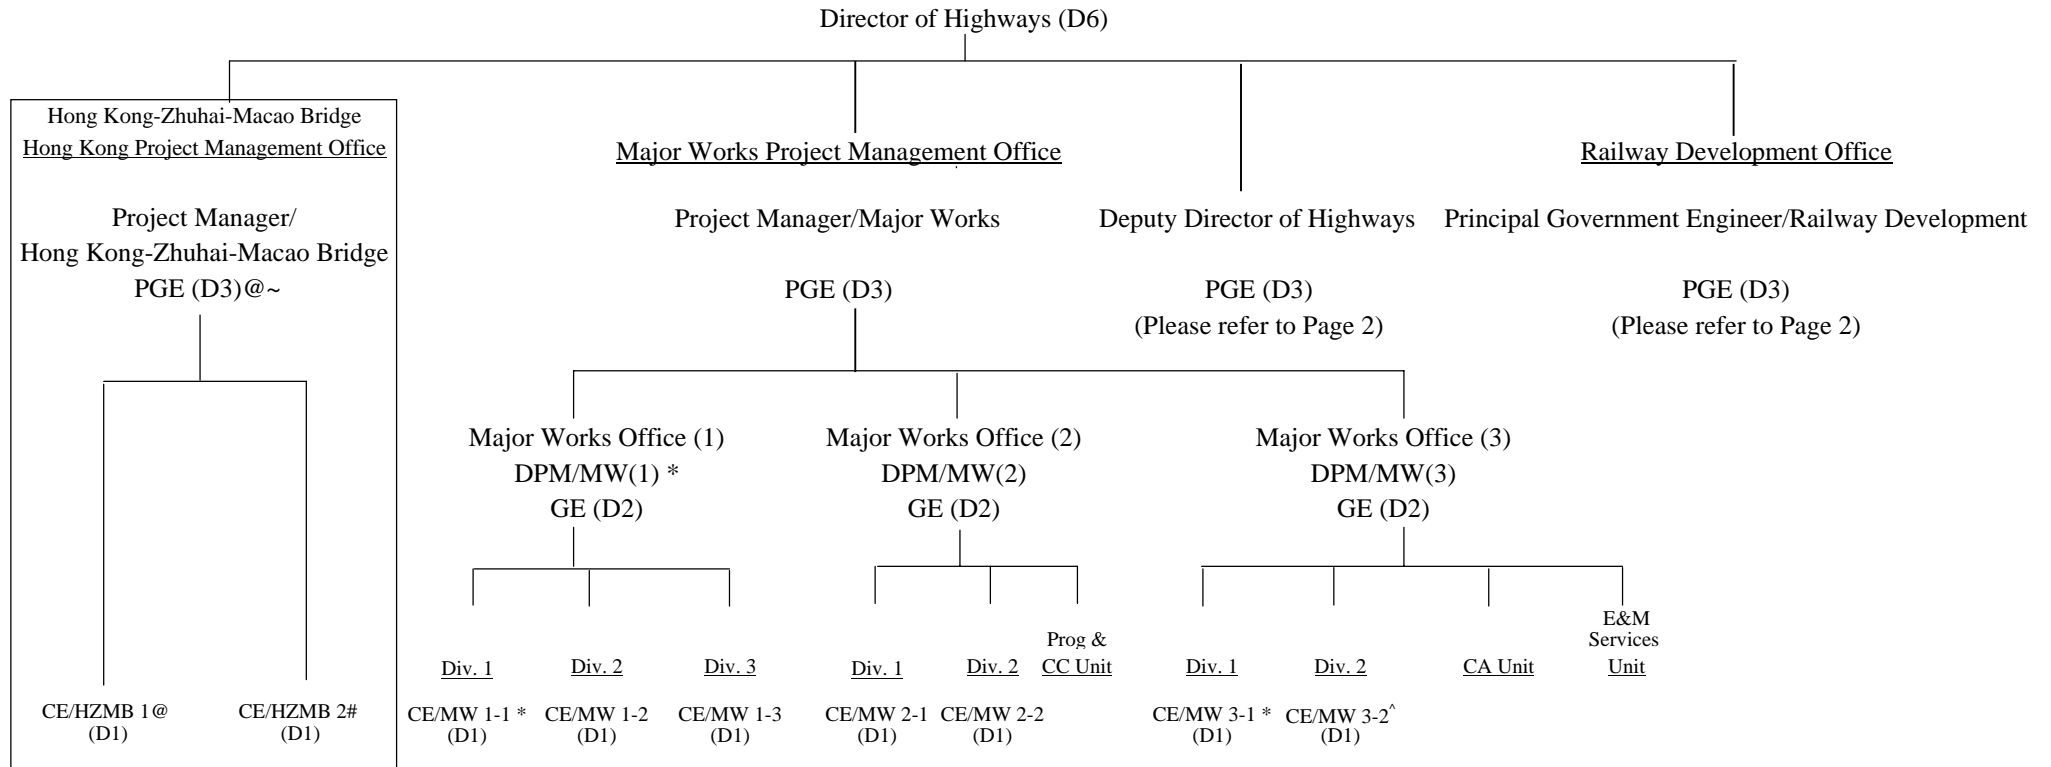 Director of Highways (D6)
Hong Kong-Zhuhai-Macao Bridge
Hong Kong Project Management Office
Project Manager/
Hong Kong-Zhuhai-Macao Bridge
PGE (D3)@~
CE/HZMB 1@
(D1)
CE/HZMB 2#
(D1)
Major Works Project Management Office
Project Manager/Major Works
PGE (D3)
Major Works Office (1)
DPM/MW(1) *
GE (D2)
Div. 1
CE/MW 1-1 *
(D1)
Div. 2
CE/MW 1-2
(D1)
Div. 3
CE/MW 1-3
(D1)
Major Works Office (2)
DPM/MW(2)
GE (D2)
Div. 1
CE/MW 2-1
(D1)
Div. 2
CE/MW 2-2
(D1)
Prog &
CC Unit
Major Works Office (3)
DPM/MW(3)
GE (D2)
Div. 1
CE/MW 3-1 *
(D1)
Div. 2
CE/MW 3-2^
(D1)
CA Unit
E&M
Services
Unit
Deputy Director of Highways
PGE (D3)
(Please refer to Page 2)
Railway Development Office
Principal Government Engineer/Railway Development
PGE (D3)
(Please refer to Page 2)